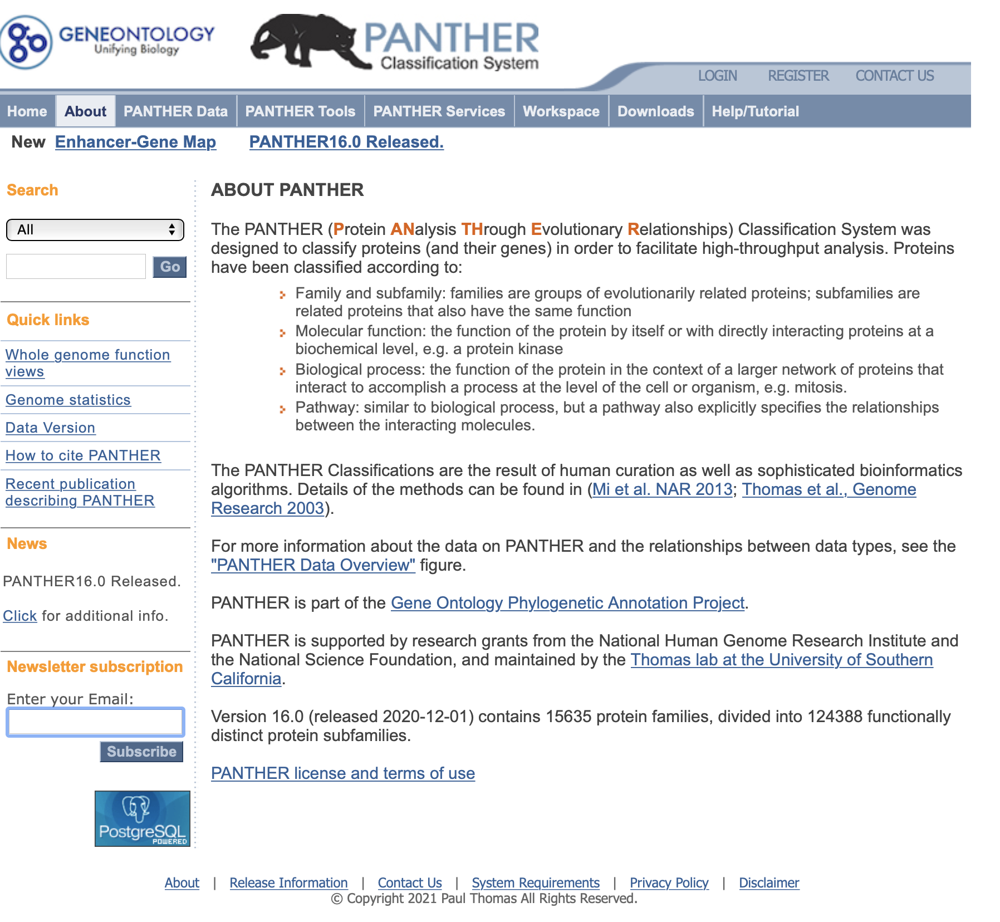 GENEONTOLOGY
Unifying Biology
PANTHER
Classification System
LOGIN REGISTER CONTACT US
Home About PANTHER Data PANTHER Tools PANTHER Services Workspace Downloads Help/Tutorial
New Enhancer-Gene Map PANTHER16.0 Released.
Search
All
Go
Quick links
Whole genome function
views
Genome statistics
Data Version
How to cite PANTHER
Recent publication
describing PANTHER
News
PANTHER16.0 Released.
Click for additional info.
Newsletter subscription
Enter your Email:
Subscribe
PostgreSQL
POWERED
ABOUT PANTHER
The PANTHER (Protein ANalysis THrough Evolutionary Relationships) Classification System was
designed to classify proteins (and their genes) in order to facilitate high-throughput analysis. Proteins
have been classified according to:
Family and subfamily: families are groups of evolutionarily related proteins; subfamilies are
related proteins that also have the same function
Molecular function: the function of the protein by itself or with directly interacting proteins at a
biochemical level, e.g. a protein kinase
Biological process: the function of the protein in the context of a larger network of proteins that
interact to accomplish a process at the level of the cell or organism, e.g. mitosis.
Pathway: similar to biological process, but a pathway also explicitly specifies the relationships
between the interacting molecules.
The PANTHER Classifications are the result of human curation as well as sophisticated bioinformatics
algorithms. Details of the methods can be found in (Mi et al. NAR 2013; Thomas et al., Genome
Research 2003).
For more information about the data on PANTHER and the relationships between data types, see the
"PANTHER Data Overview" figure.
PANTHER is part of the Gene Ontology Phylogenetic Annotation Project.
PANTHER is supported by research grants from the National Human Genome Research Institute and
the National Science Foundation, and maintained by the Thomas lab at the University of Southern
California.
Version 16.0 (released 2020-12-01) contains 15635 protein families, divided into 124388 functionally
distinct protein subfamilies.
PANTHER license and terms of use
About | Release Information | Contact Us | System Requirements | Privacy Policy | Disclaimer
© Copyright 2021 Paul Thomas All Rights Reserved.